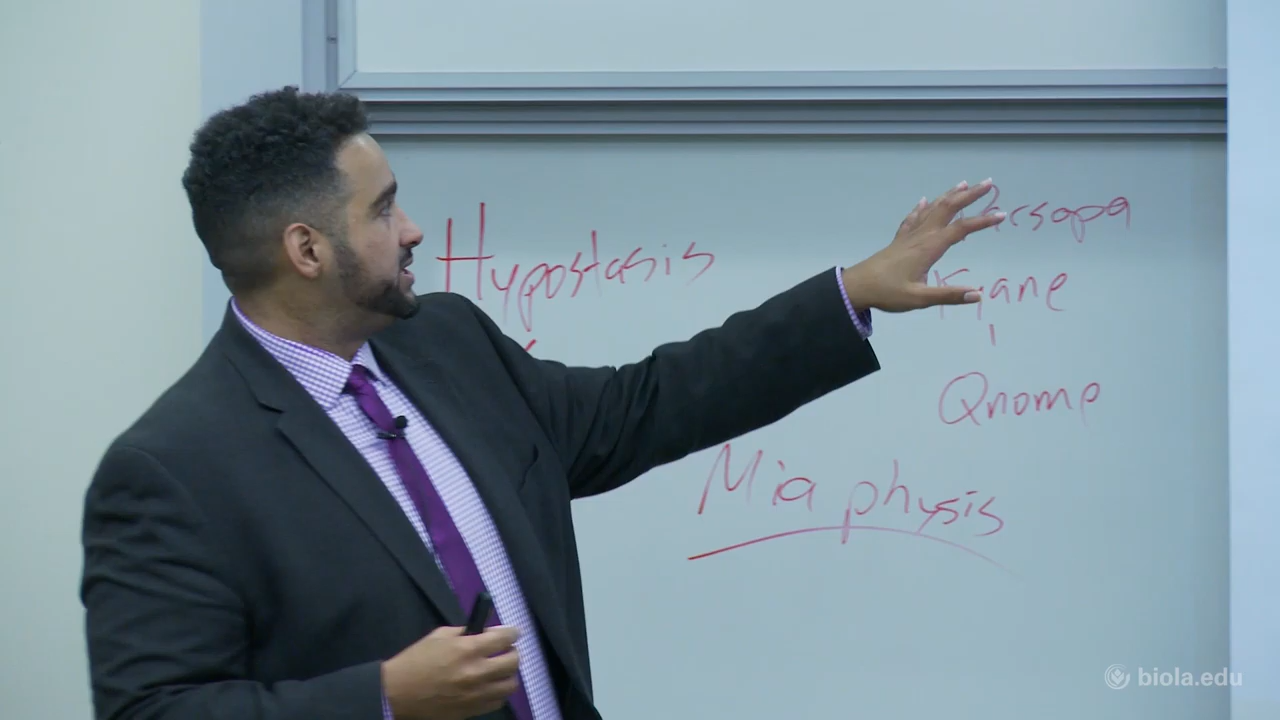 Hypostasis
Parsopa
Kyane
Qnome
Mia physis
biola.edu